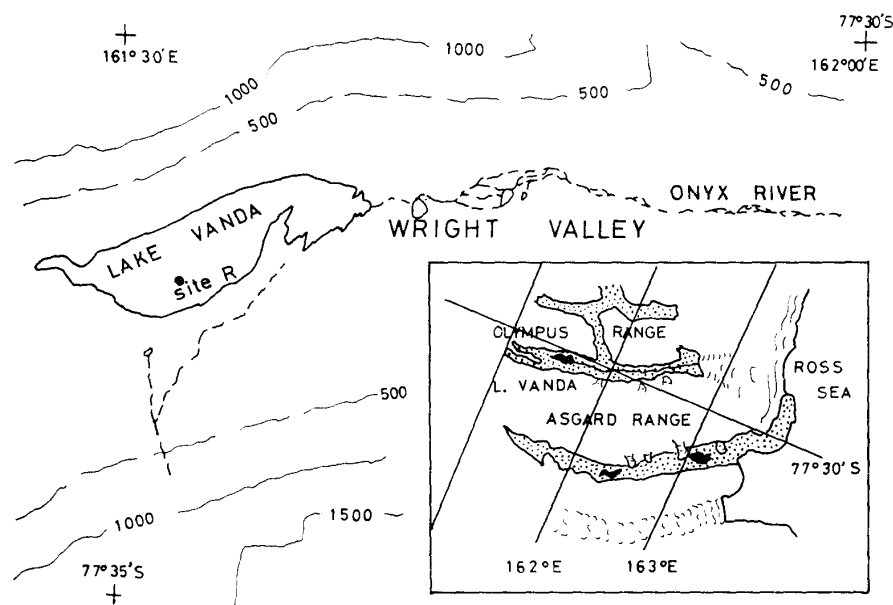 77°30'S
161°30'E
162°00'E
1000
1000
500
500
500
LAKE VANDA
site R
ONYX RIVER
WRIGHT VALLEY
500
1000
1500
77°35'S
OLYMPUS RANGE
L. VANDA
ROSS
SEA
ASGARD RANGE
77°30'S
162°E
163°E